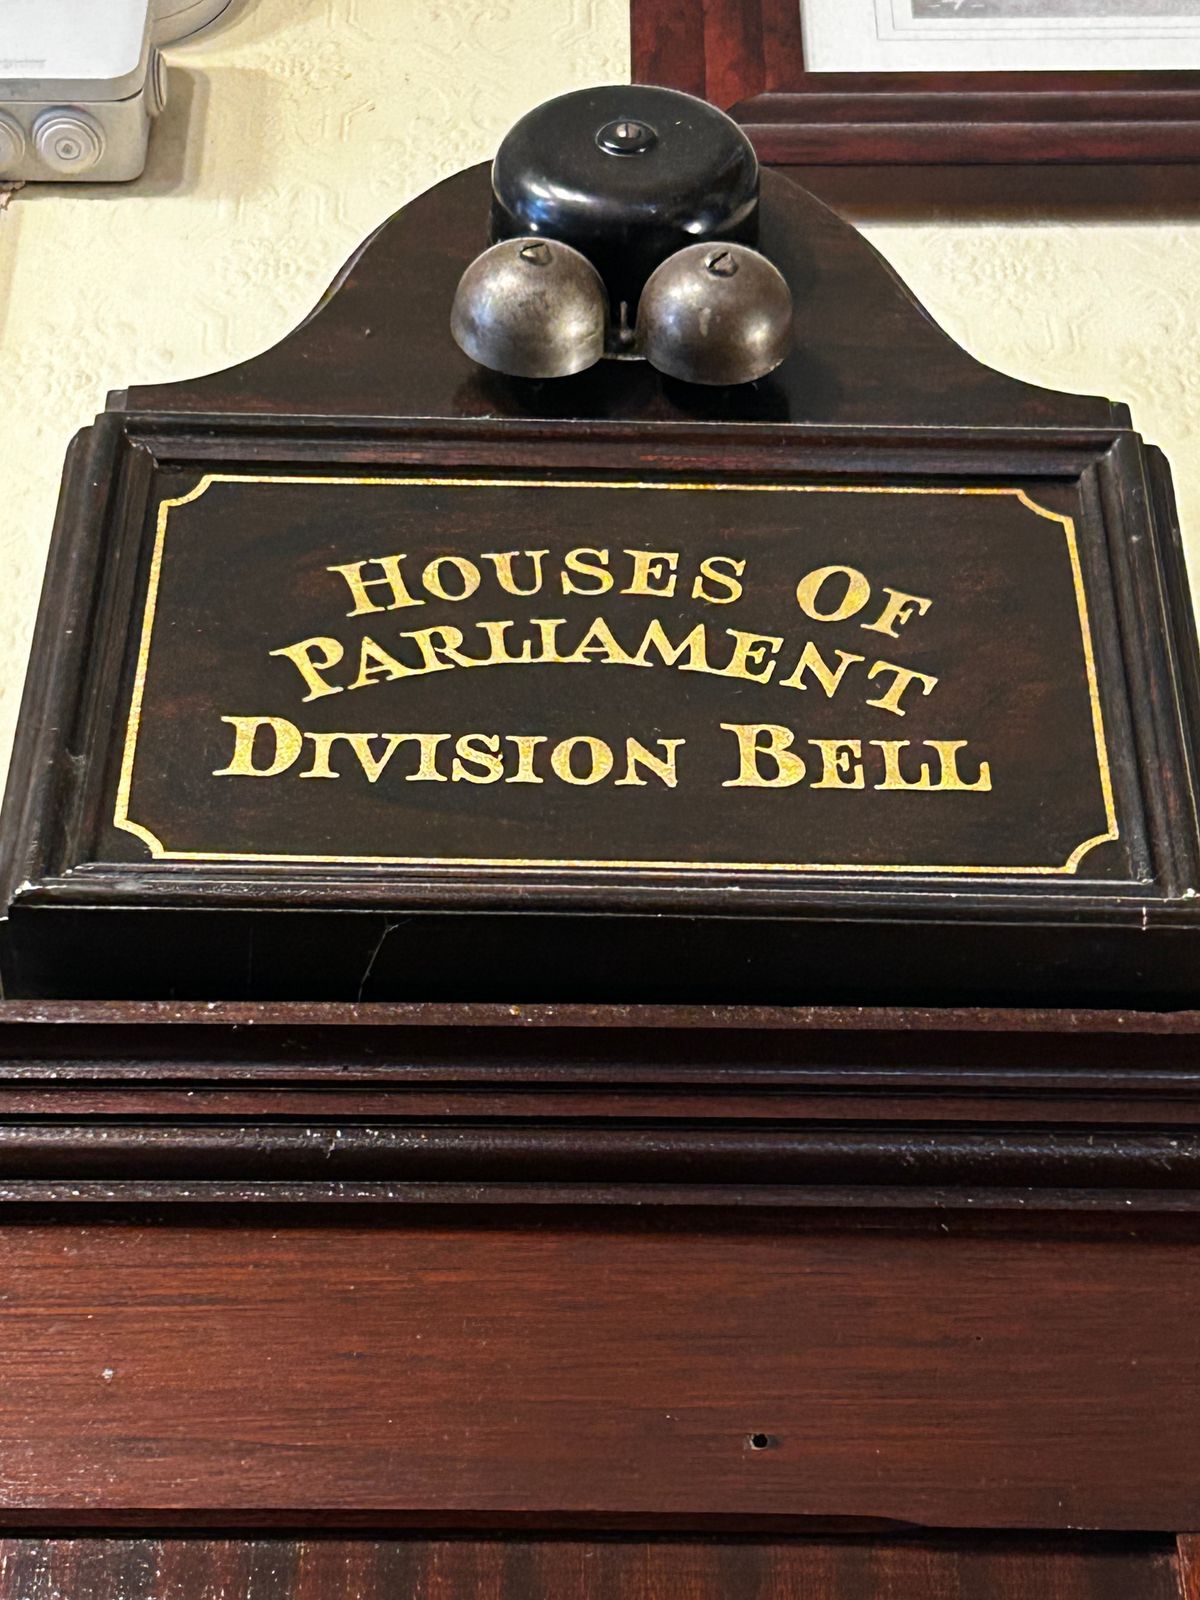 HOUSES OF
PARLIAMENT
DIVISION BELL